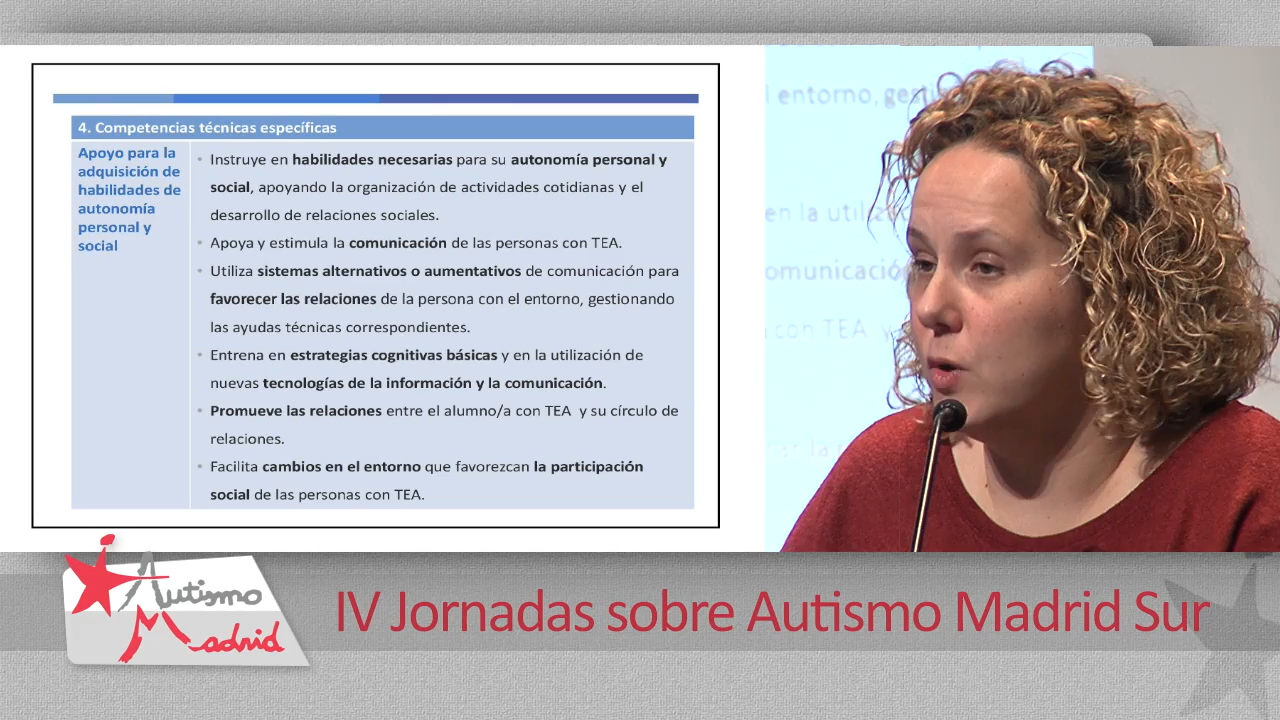 4. Competencias técnicas específicas
Apoyo para la
adquisición de
habilidades de
autonomía
personal y
social
• Instruye en habilidades necesarias para su autonomía personal y
social, apoyando la organización de actividades cotidianas y el
desarrollo de relaciones sociales.
• Apoya y estimula la comunicación de las personas con TEA.
• Utiliza sistemas alternativos o aumentativos de comunicación para
favorecer las relaciones de la persona con el entorno, gestionando
las ayudas técnicas correspondientes.
• Entrena en estrategias cognitivas básicas y en la utilización de
nuevas tecnologías de la información y la comunicación.
• Promueve las relaciones entre el alumno/a con TEA y su círculo de
relaciones.
• Facilita cambios en el entorno que favorezcan la participación
social de las personas con TEA.
entorno,
en la
con TEA y
Autismo
Madrid
IV Jornadas sobre Autismo Madrid Sur